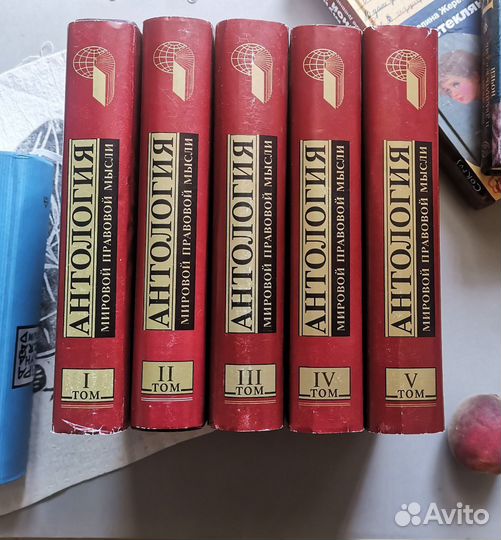 АНТОЛОГИЯ
МИРОВОЙ ПРАВОВОЙ МЫСЛИ
I
ТОМ
АНТОЛОГИЯ
МИРОВОЙ ПРАВОВОЙ МЫСЛИ
II
ТОМ
АНТОЛОГИЯ
МИРОВОЙ ПРАВОВОЙ МЫСЛИ
III
ТОМ
АНТОЛОГИЯ
МИРОВОЙ ПРАВОВОЙ МЫСЛИ
IV
ТОМ
АНТОЛОГИЯ
МИРОВОЙ ПРАВОВОЙ МЫСЛИ
V
ТОМ
Avito